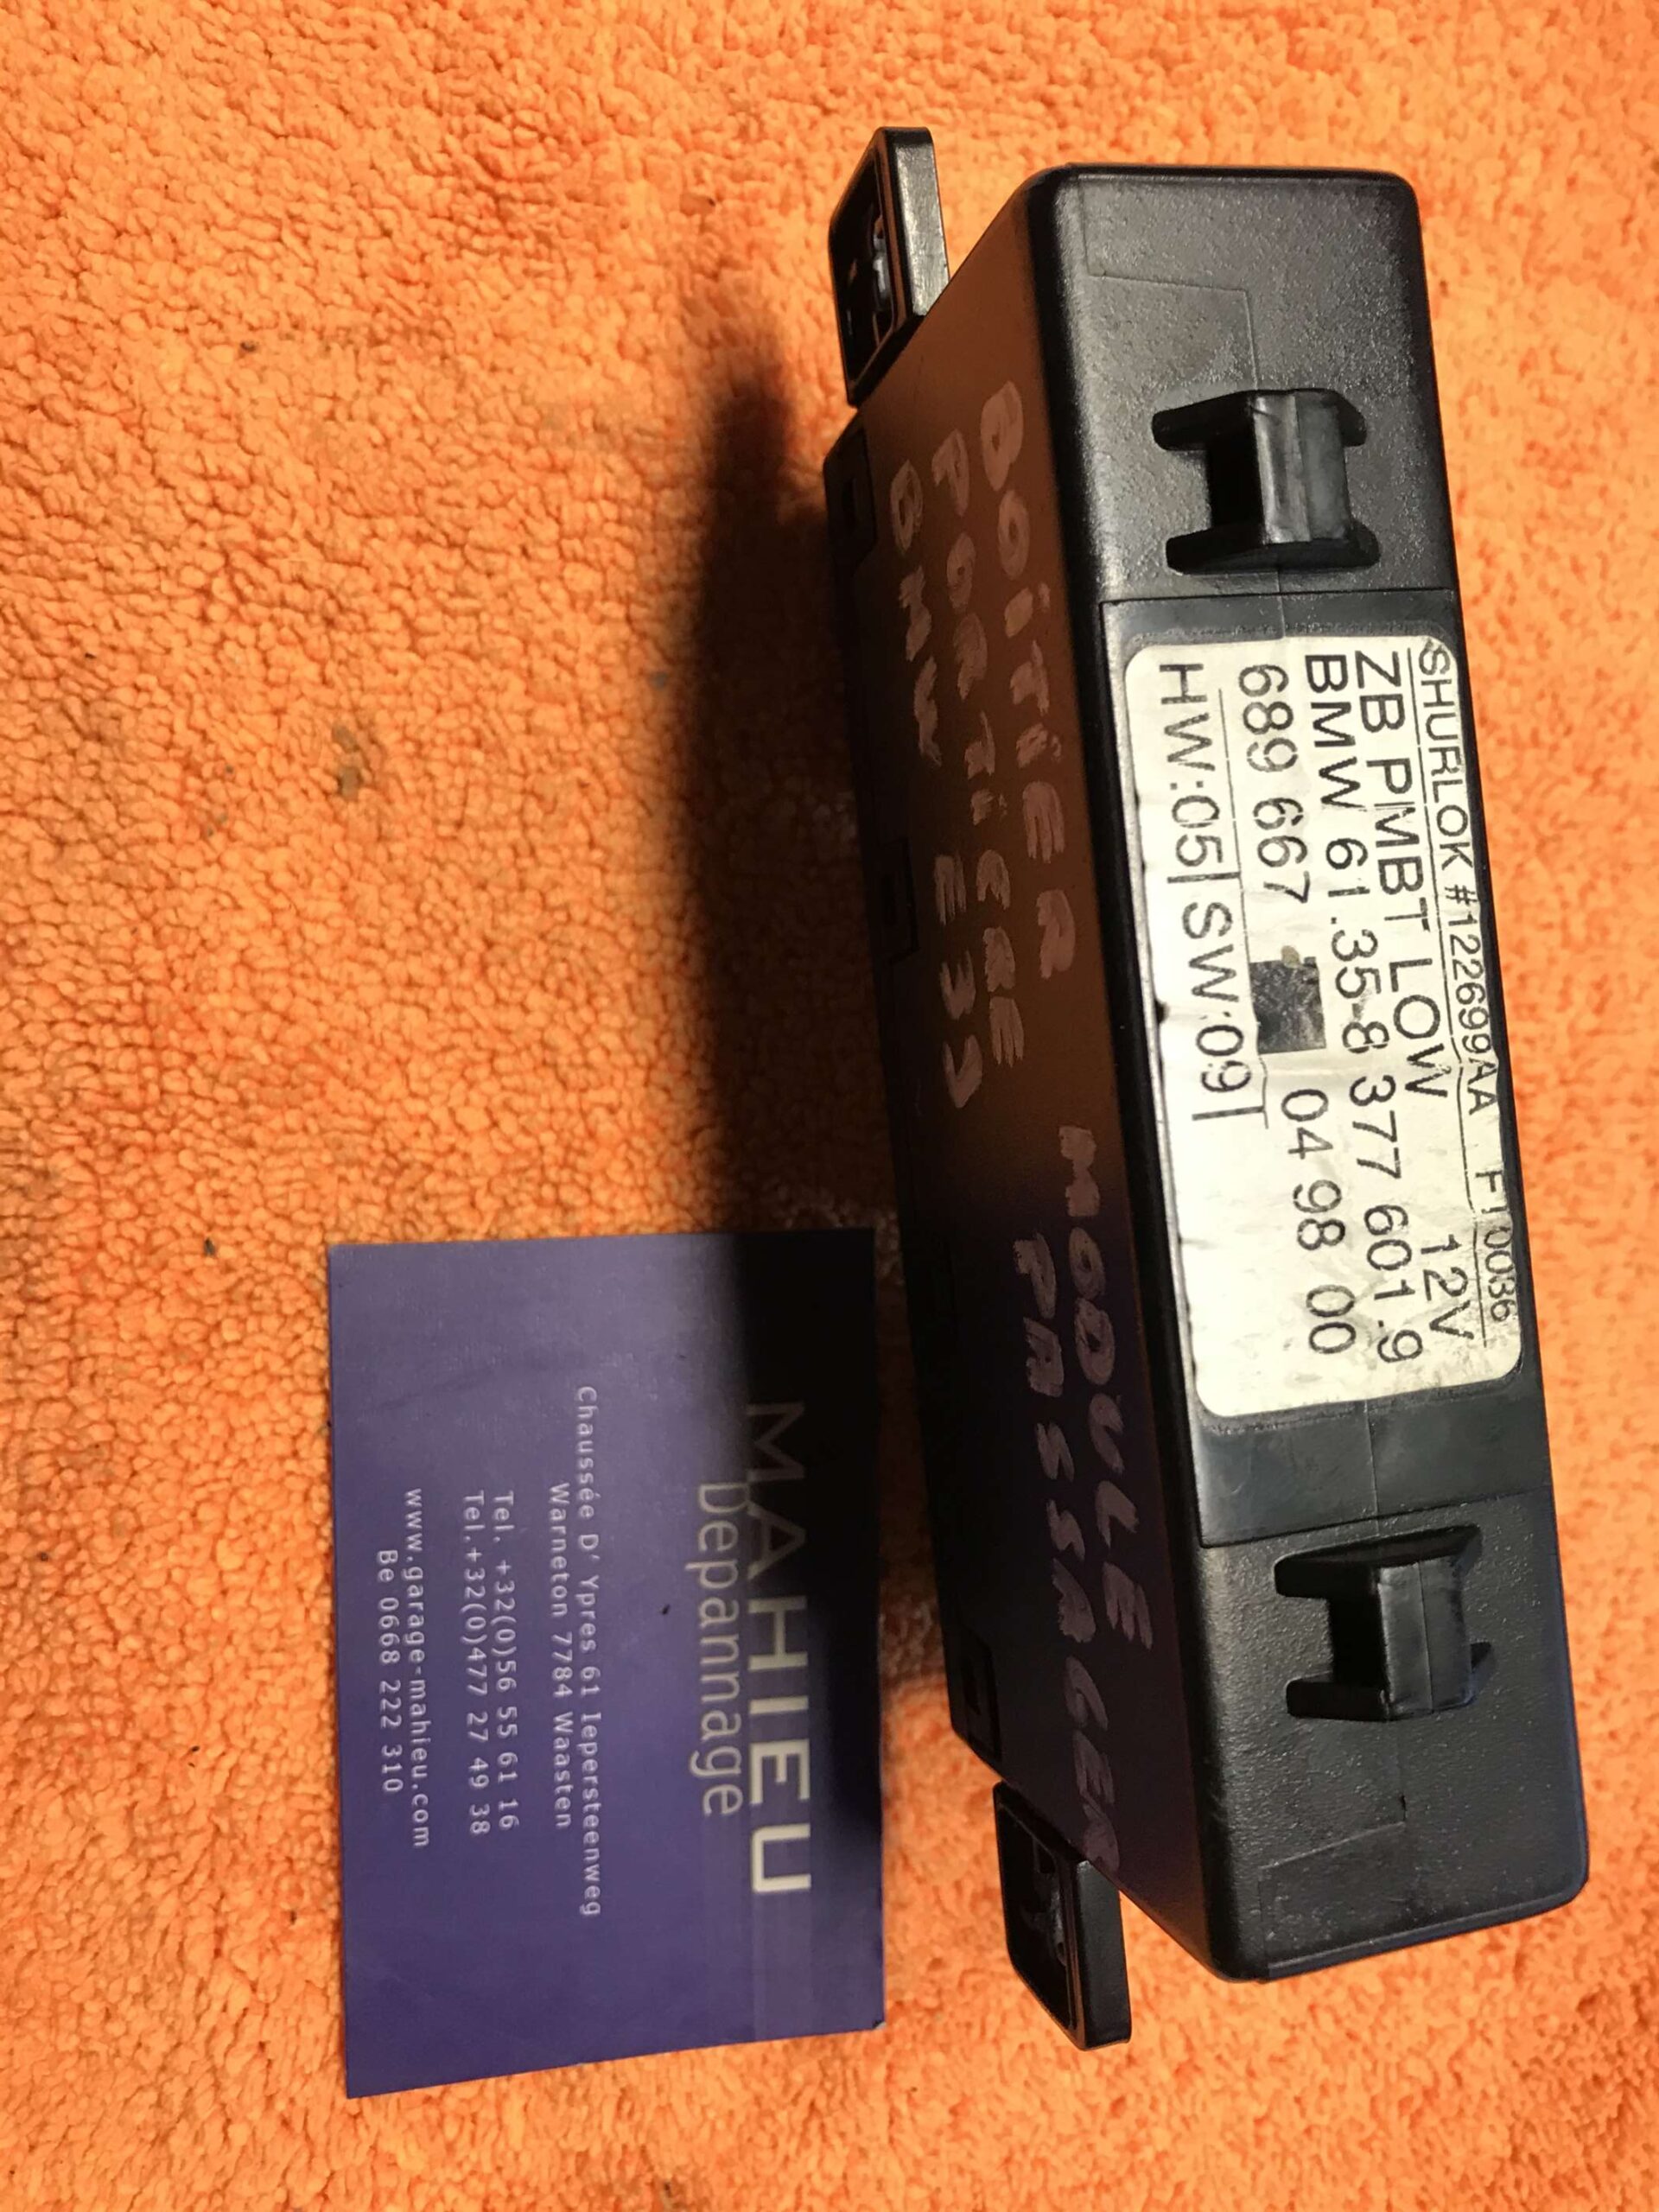 SHURLOK #122699AA F10036
ZB PMBT LOW 12V
BMW 61.35-8 377 601.9
689 667 04 98 00
HW:05 SW:09
BOITIER MODULE
PORTIERE PASSAGER
BMW E39
MAHIEU
Depannage
Chaussée D' Ypres 61 Iepersteenweg
Warneton 7784 Waasten
Tel. +32(0)56 55 61 16
Tel.+32(0)477 27 49 38
www.garage-mahieu.com
Be 0668 222 310